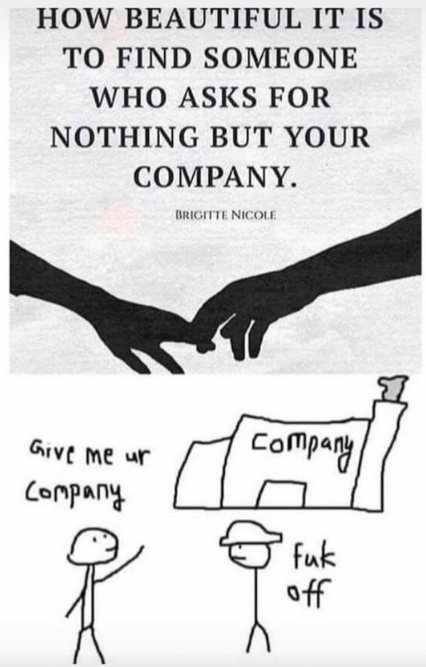 HOW BEAUTIFUL IT IS
TO FIND SOMEONE
WHO ASKS FOR
NOTHING BUT YOUR
COMPANY.
BRIGITTE NICOLE
Give me ur
Company
Company
Fuk
off